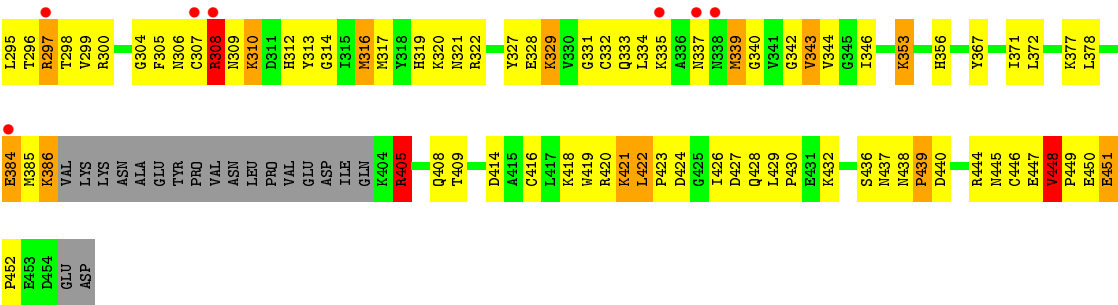 L295 T296 R297 T298 V299 R300 G304 F305 N306 C307 R308 N309 K310 D311 H312 Y313 G314 I315 M316 M317 Y318 H319 K320 N321 R322 Y327 E328 K329 V330 G331 C332 Q333 L334 K335 A336 N337 N338 M339 G340 V341 G342 V343 V344 G345 I346 K353 H356 Y367 I371 L372 K377 L378
E384 M385 K386 VAL LYS LYS ASN ALA GLU TYR PRO VAL ASN LEU PRO VAL GLU ASP ILE GLN K404 R405 Q408 T409 D414 A415 C416 L417 K418 W419 R420 K421 L422 P423 D424 G425 I426 D427 Q428 L429 P430 E431 K432 S436 N437 N438 P439 D440 R444 N445 C446 E447 V448 P449 E450 E451
P452 E453 D454 GLU ASP